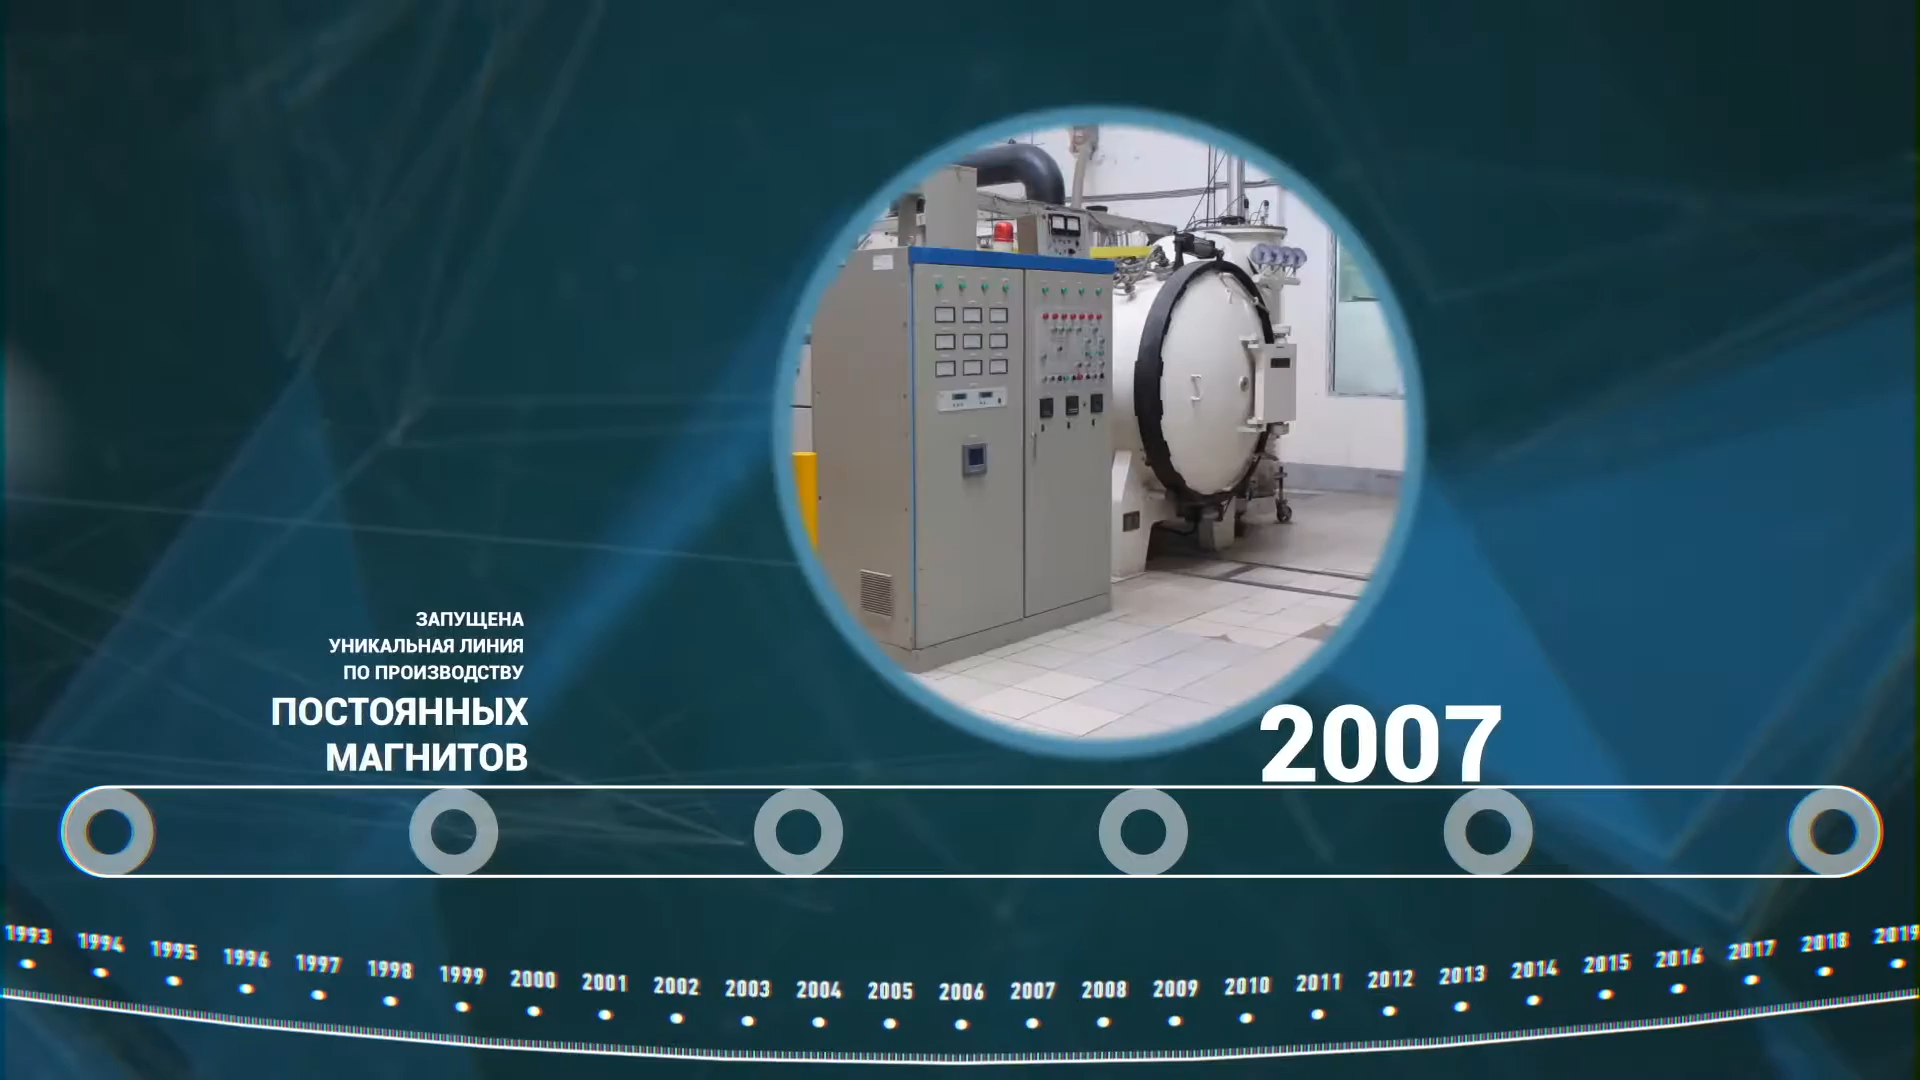 ЗАПУЩЕНА
УНИКАЛЬНАЯ ЛИНИЯ
ПО ПРОИЗВОДСТВУ
ПОСТОЯННЫХ
МАГНИТОВ
2007
1993 1994 1995 1996 1997 1998 1999 2000 2001 2002 2003 2004 2005 2006 2007 2008 2009 2010 2011 2012 2013 2014 2015 2016 2017 2018 2019